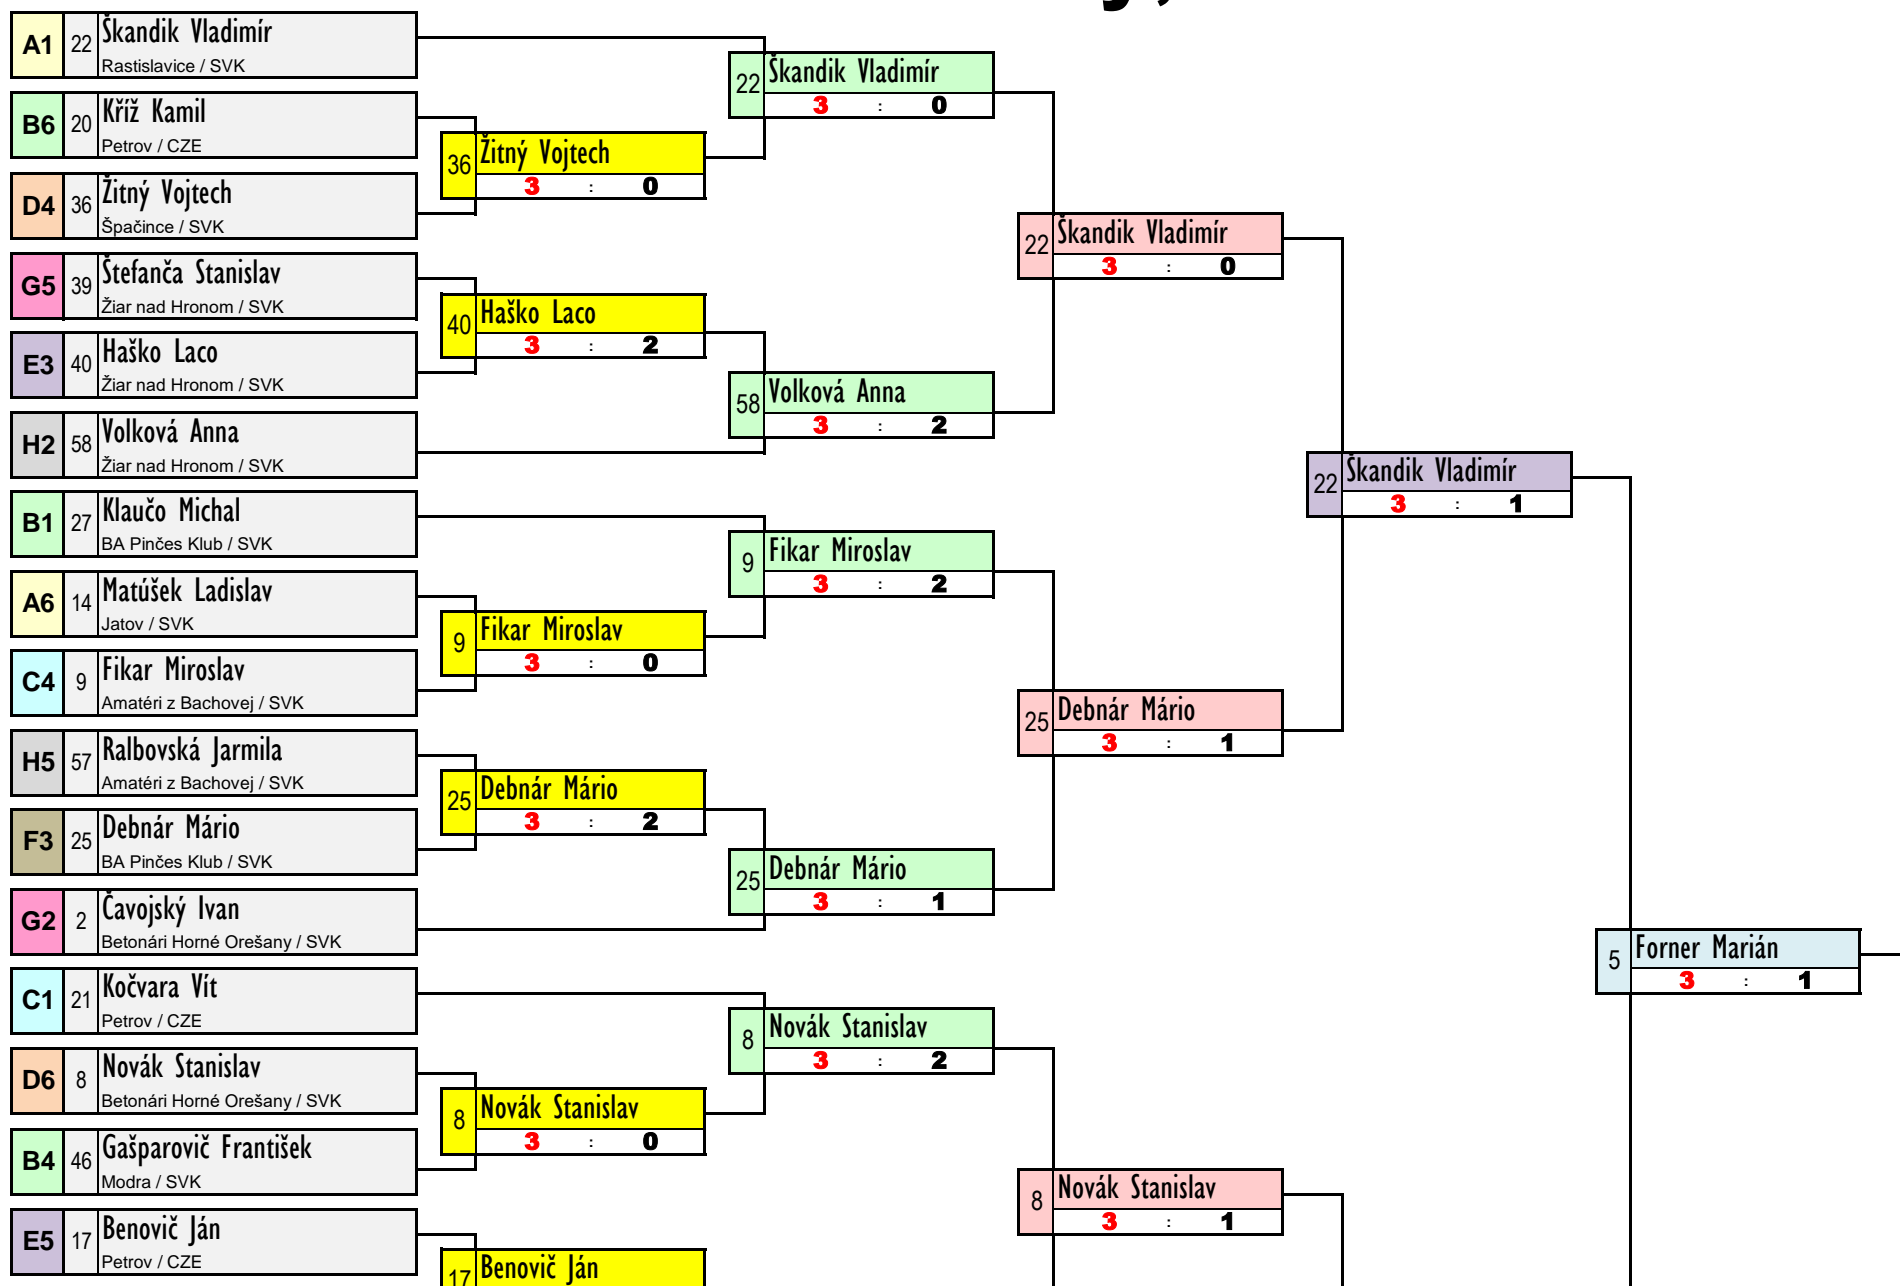 A1 22 Škandik Vladimír
Rastislavice / SVK
B6 20 Kříž Kamil
Petrov / CZE
D4 36 Žitný Vojtech
Špačince / SVK
G5 39 Štefanča Stanislav
Žiar nad Hronom / SVK
E3 40 Haško Laco
Žiar nad Hronom / SVK
H2 58 Volková Anna
Žiar nad Hronom / SVK
B1 27 Klaučo Michal
BA Pinčes Klub / SVK
A6 14 Matúšek Ladislav
Jatov / SVK
C4 9 Fikar Miroslav
Amatéri z Bachovej / SVK
H5 57 Ralbovská Jarmila
Amatéri z Bachovej / SVK
F3 25 Debnár Mário
BA Pinčes Klub / SVK
G2 2 Čavojský Ivan
Betonári Horné Orešany / SVK
C1 21 Kočvara Vít
Petrov / CZE
D6 8 Novák Stanislav
Betonári Horné Orešany / SVK
B4 46 Gašparovič František
Modra / SVK
E5 17 Benovič Ján
Petrov / CZE
36 Žitný Vojtech
3 : 0
40 Haško Laco
3 : 2
9 Fikar Miroslav
3 : 0
25 Debnár Mário
3 : 2
8 Novák Stanislav
3 : 0
17 Benovič Ján
22 Škandik Vladimír
3 : 0
58 Volková Anna
3 : 2
9 Fikar Miroslav
3 : 2
25 Debnár Mário
3 : 1
8 Novák Stanislav
3 : 2
22 Škandik Vladimír
3 : 0
25 Debnár Mário
3 : 1
8 Novák Stanislav
3 : 1
22 Škandik Vladimír
3 : 1
5 Forner Marián
3 : 1